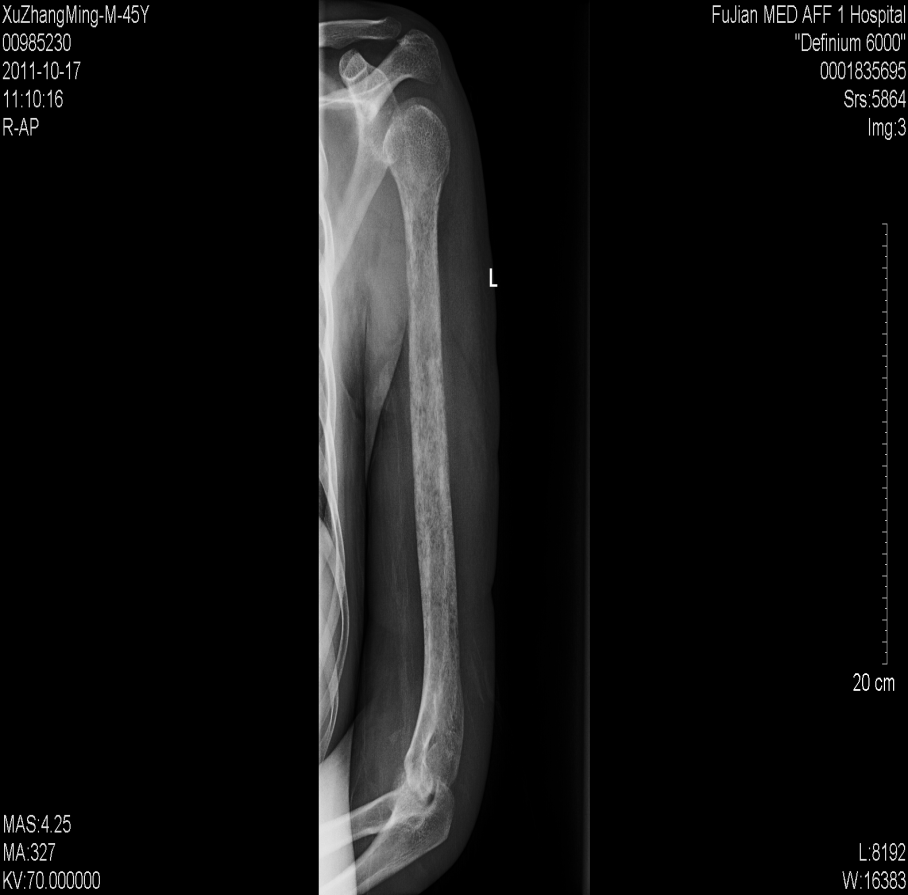 XuZhangMing-M-45Y
00985230
2011-10-17
11:10:16
R-AP
FuJian MED AFF 1 Hospital
"Definium 6000"
0001835695
Srs:5864
Img:3
L
20 cm
MAS:4.25
MA:327
KV:70.000000
L:8192
W:16383